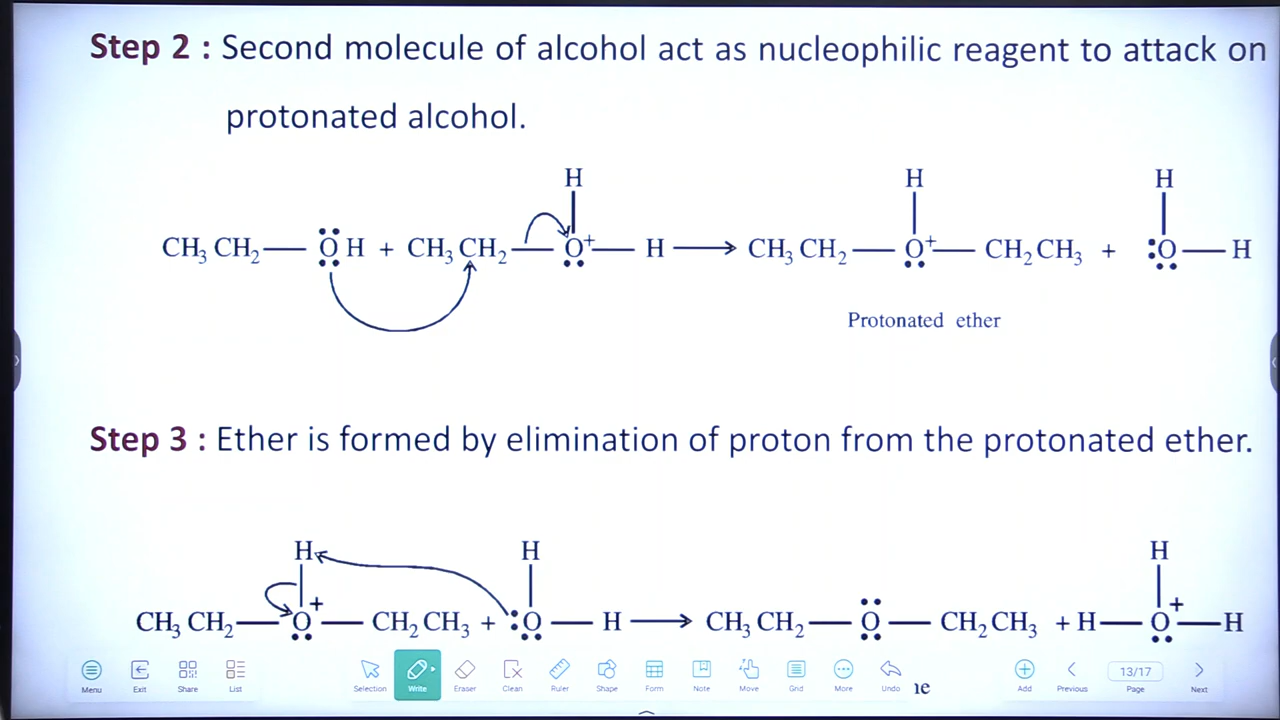 Step 2 : Second molecule of alcohol act as nucleophilic reagent to attack on
protonated alcohol.
H H H
CH₃ CH₂— ÖH + CH₃ CH₂ — O⁺— H ⟶ CH₃ CH₂— O⁺— CH₂ CH₃ + :O — H
Protonated ether
Step 3 : Ether is formed by elimination of proton from the protonated ether.
H H H
CH₃ CH₂— O⁺ — CH₂ CH₃ + :O — H ⟶ CH₃ CH₂— Ö — CH₂ CH₃ + H— O⁺ —H
Menu Exit Share List Selection Write Eraser Clean Ruler Shape Form Note Move Grid More Undo Add Previous 13/17 Page Next